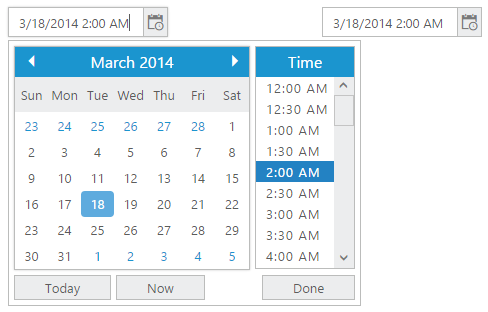 3/18/2014 2:00 AM 3/18/2014 2:00 AM
March 2014 Time
Sun Mon Tue Wed Thu Fri Sat
23 24 25 26 27 28 1
2 3 4 5 6 7 8
9 10 11 12 13 14 15
16 17 18 19 20 21 22
23 24 25 26 27 28 29
30 31 1 2 3 4 5
12:00 AM
12:30 AM
1:00 AM
1:30 AM
2:00 AM
2:30 AM
3:00 AM
3:30 AM
4:00 AM
Today Now Done